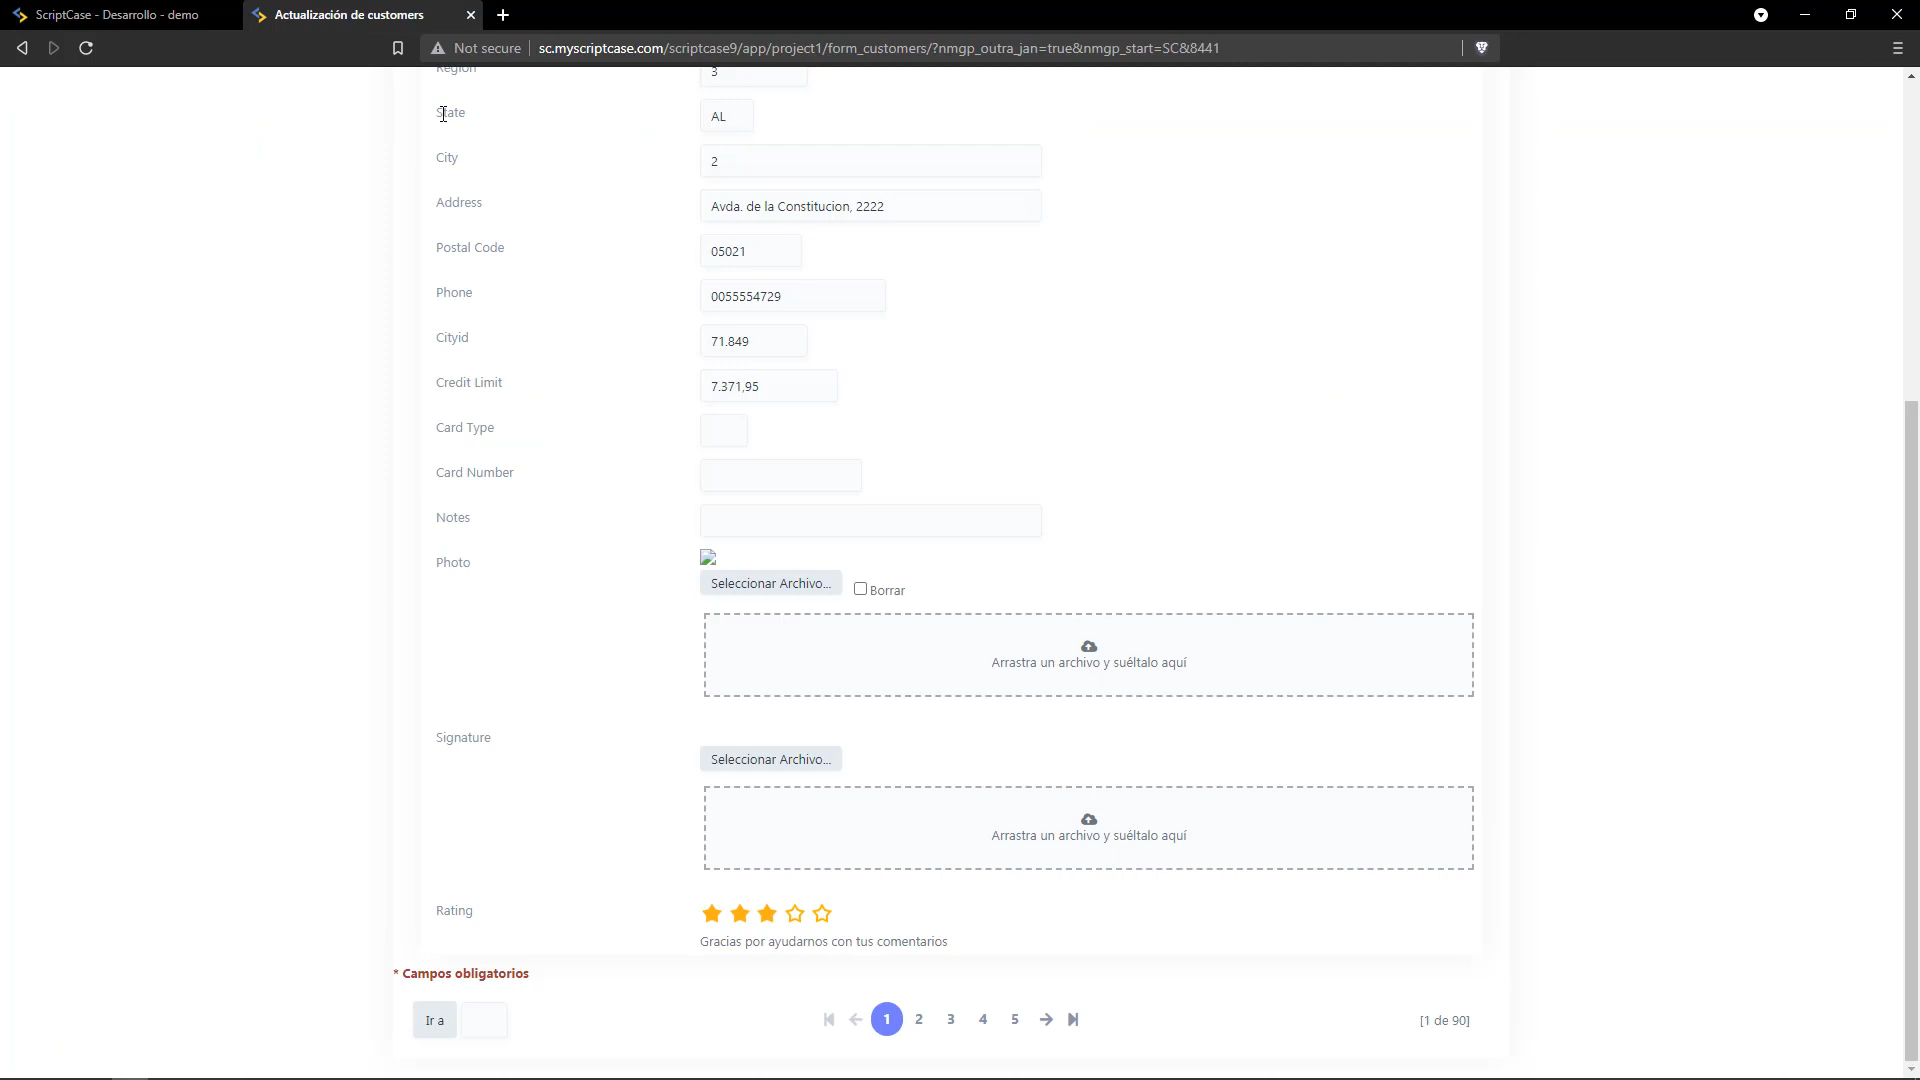 ScriptCase - Desarrollo - demo
Actualización de customers
Not secure
sc.myscriptcase.com/scriptcase9/app/project1/form_customers/?nmgp_outra_jan=true&nmgp_start=SC&8441
Region 3
State AL
City 2
Address Avda. de la Constitucion, 2222
Postal Code 05021
Phone 0055554729
Cityid 71.849
Credit Limit 7.371,95
Card Type
Card Number
Notes
Photo
Seleccionar Archivo... Borrar
Arrastra un archivo y suéltalo aquí
Signature
Seleccionar Archivo...
Arrastra un archivo y suéltalo aquí
Rating
Gracias por ayudarnos con tus comentarios
* Campos obligatorios
Ir a 1 2 3 4 5 [1 de 90]